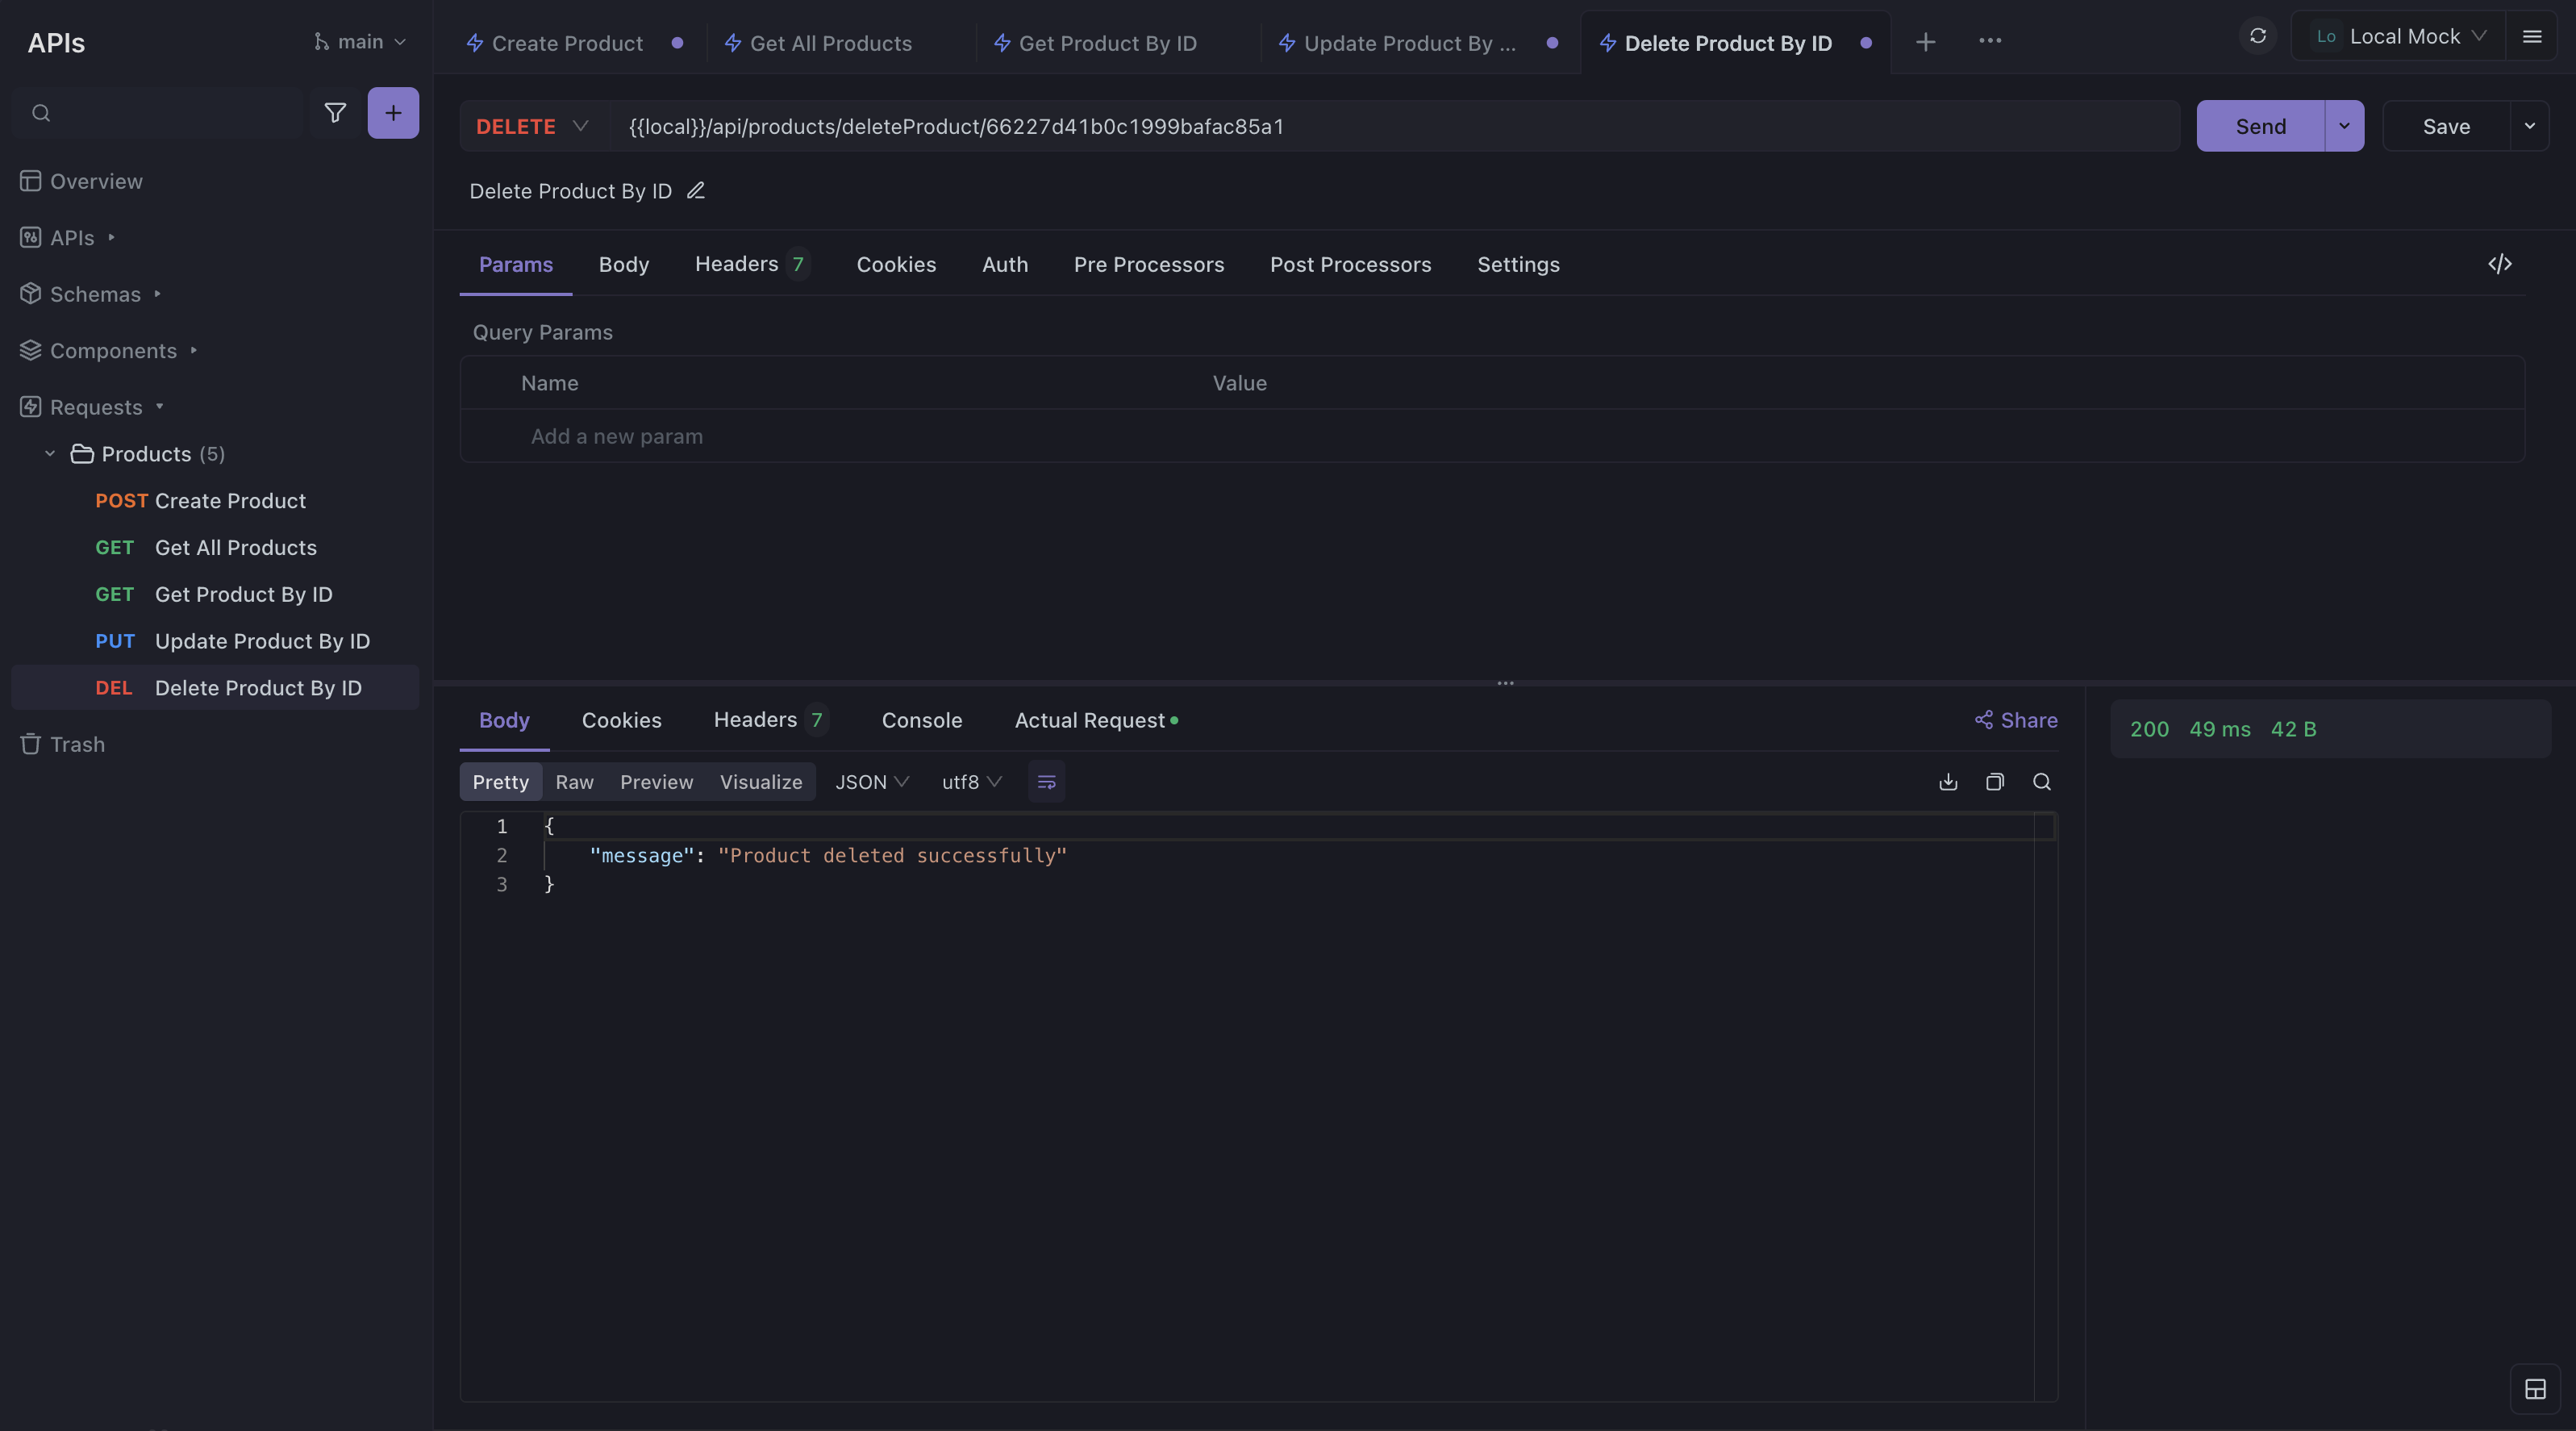 APIs
main
Overview
APIs
Schemas
Components
Requests
Products (5)
POST Create Product
GET Get All Products
GET Get Product By ID
PUT Update Product By ID
DEL Delete Product By ID
Trash
Create Product
Get All Products
Get Product By ID
Update Product By ...
Delete Product By ID
Lo Local Mock
DELETE {{local}}/api/products/deleteProduct/66227d41b0c1999bafac85a1
Send
Save
Delete Product By ID
Params Body Headers 7 Cookies Auth Pre Processors Post Processors Settings
Query Params
Name Value
Add a new param
Body Cookies Headers 7 Console Actual Request
Share
200 49 ms 42 B
Pretty Raw Preview Visualize JSON utf8
1 {
2 "message": "Product deleted successfully"
3 }